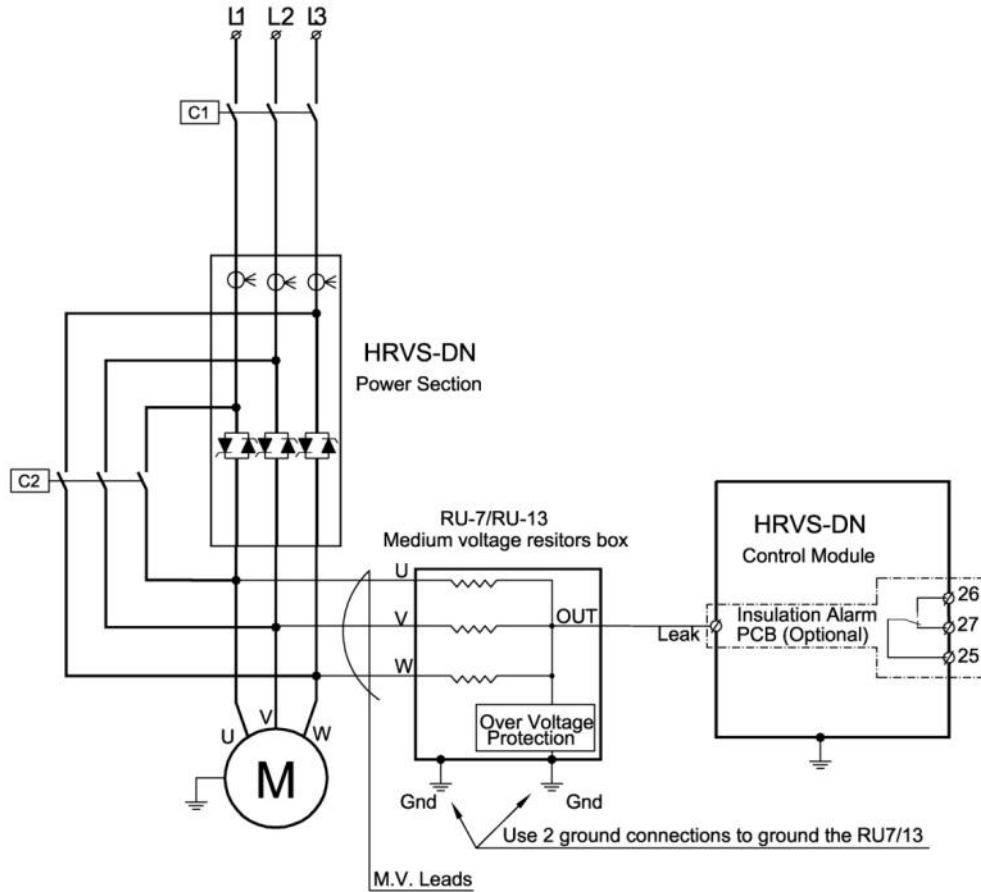 L1 L2 L3
C1
HRVS-DN
Power Section
C2
RU-7/RU-13
Medium voltage resitors box
U
V
W
OUT
Over Voltage
Protection
Gnd
Gnd
Use 2 ground connections to ground the RU7/13
M.V. Leads
HRVS-DN
Control Module
Leak
Insulation Alarm
PCB (Optional)
26
27
25
U V W
M